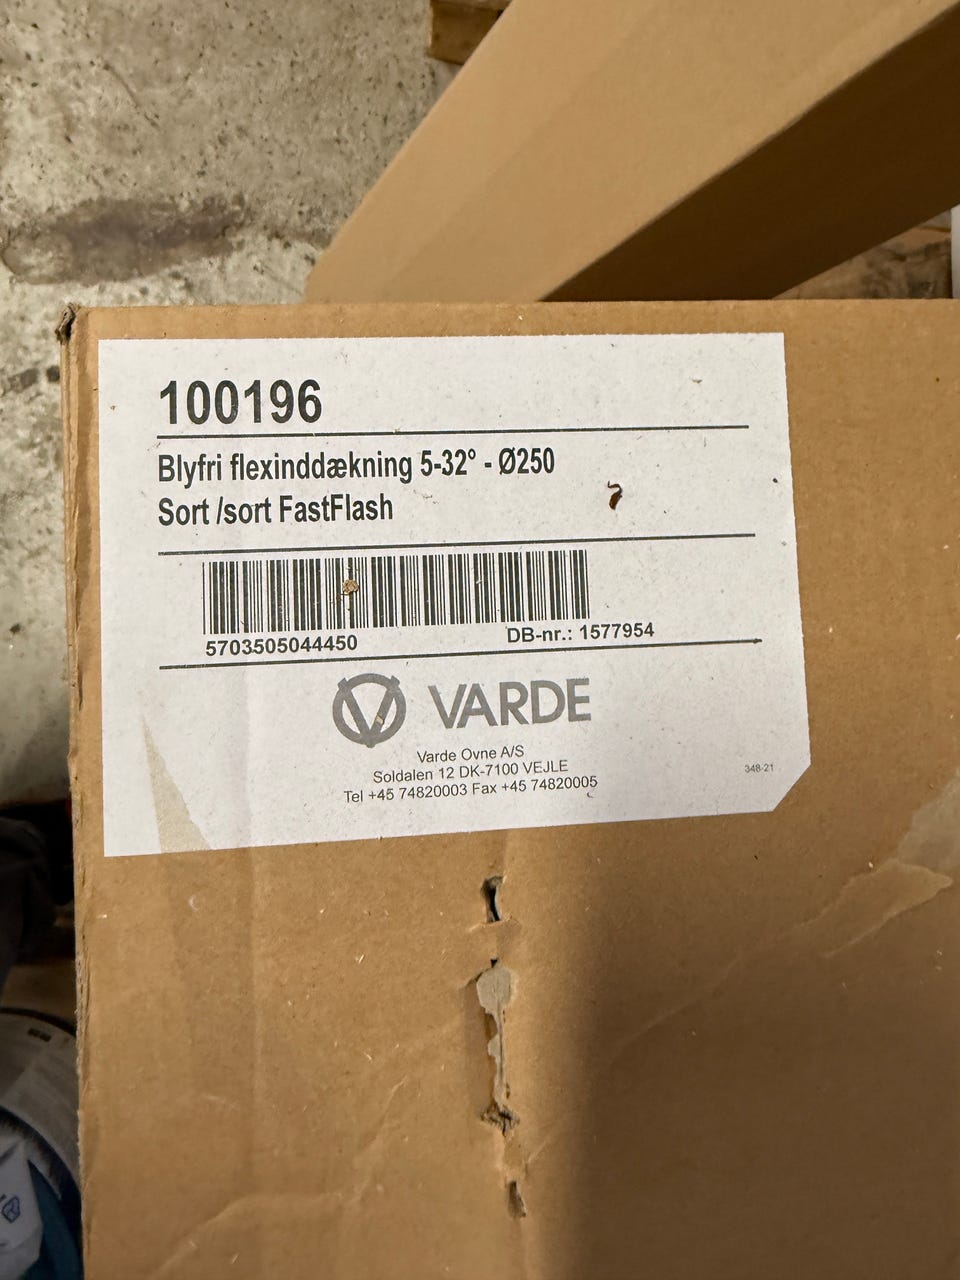 100196
Blyfri flexinddækning 5-32° - Ø250
Sort /sort FastFlash
5703505044450
DB-nr.: 1577954
VARDE
Varde Ovne A/S
Soldalen 12 DK-7100 VEJLE
Tel +45 74820003 Fax +45 74820005
348-21